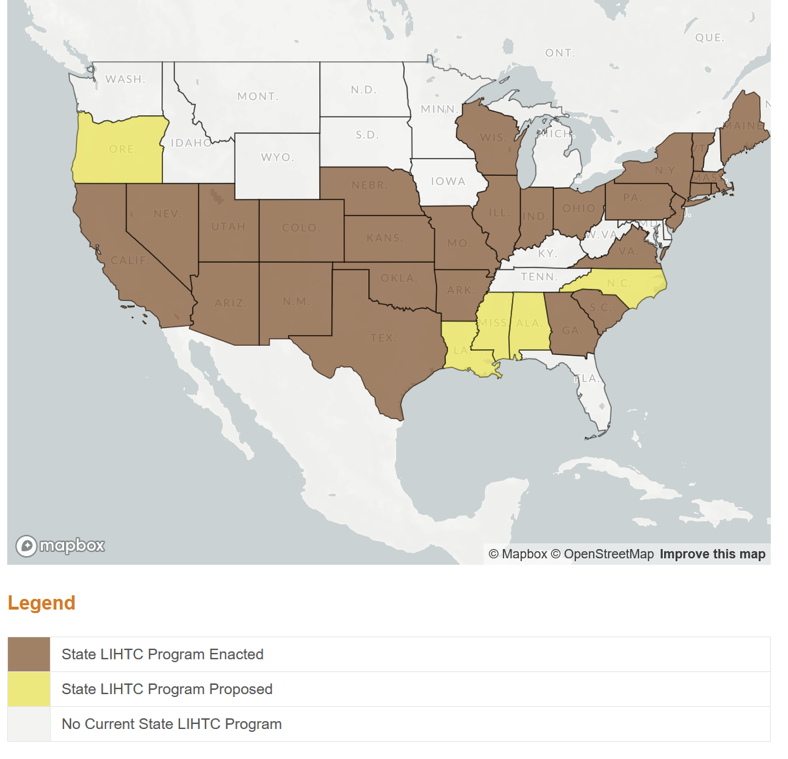 QUE.
ONT.
WASH.
MONT.
N.D.
MINN.
MAINE
ORE
IDAHO
S.D.
WIS
MICH.
WYO.
N.Y.
MASS
IOWA
NEBR
NEV.
UTAH
COLO.
ILL.
IND
OHIO
PA.
MD.
W.VA.
KANS.
MO.
KY.
VA
CALIF.
OKLA.
TENN.
N.C.
ARIZ
N.M.
ARK
S.C
MISS
ALA.
GA
TEX
LA.
FLA.
mapbox
© Mapbox © OpenStreetMap Improve this map
Legend
State LIHTC Program Enacted
State LIHTC Program Proposed
No Current State LIHTC Program